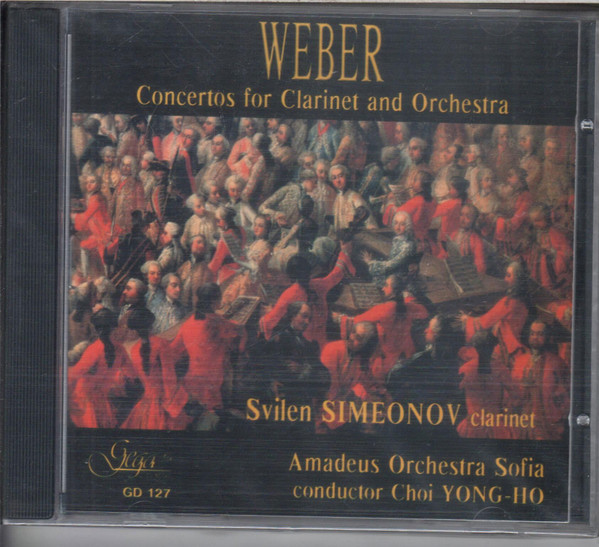 WEBER
Concertos for Clarinet and Orchestra
Svilen SIMEONOV clarinet
Gega
GD 127
Amadeus Orchestra Sofia
conductor Choi YONG-HO